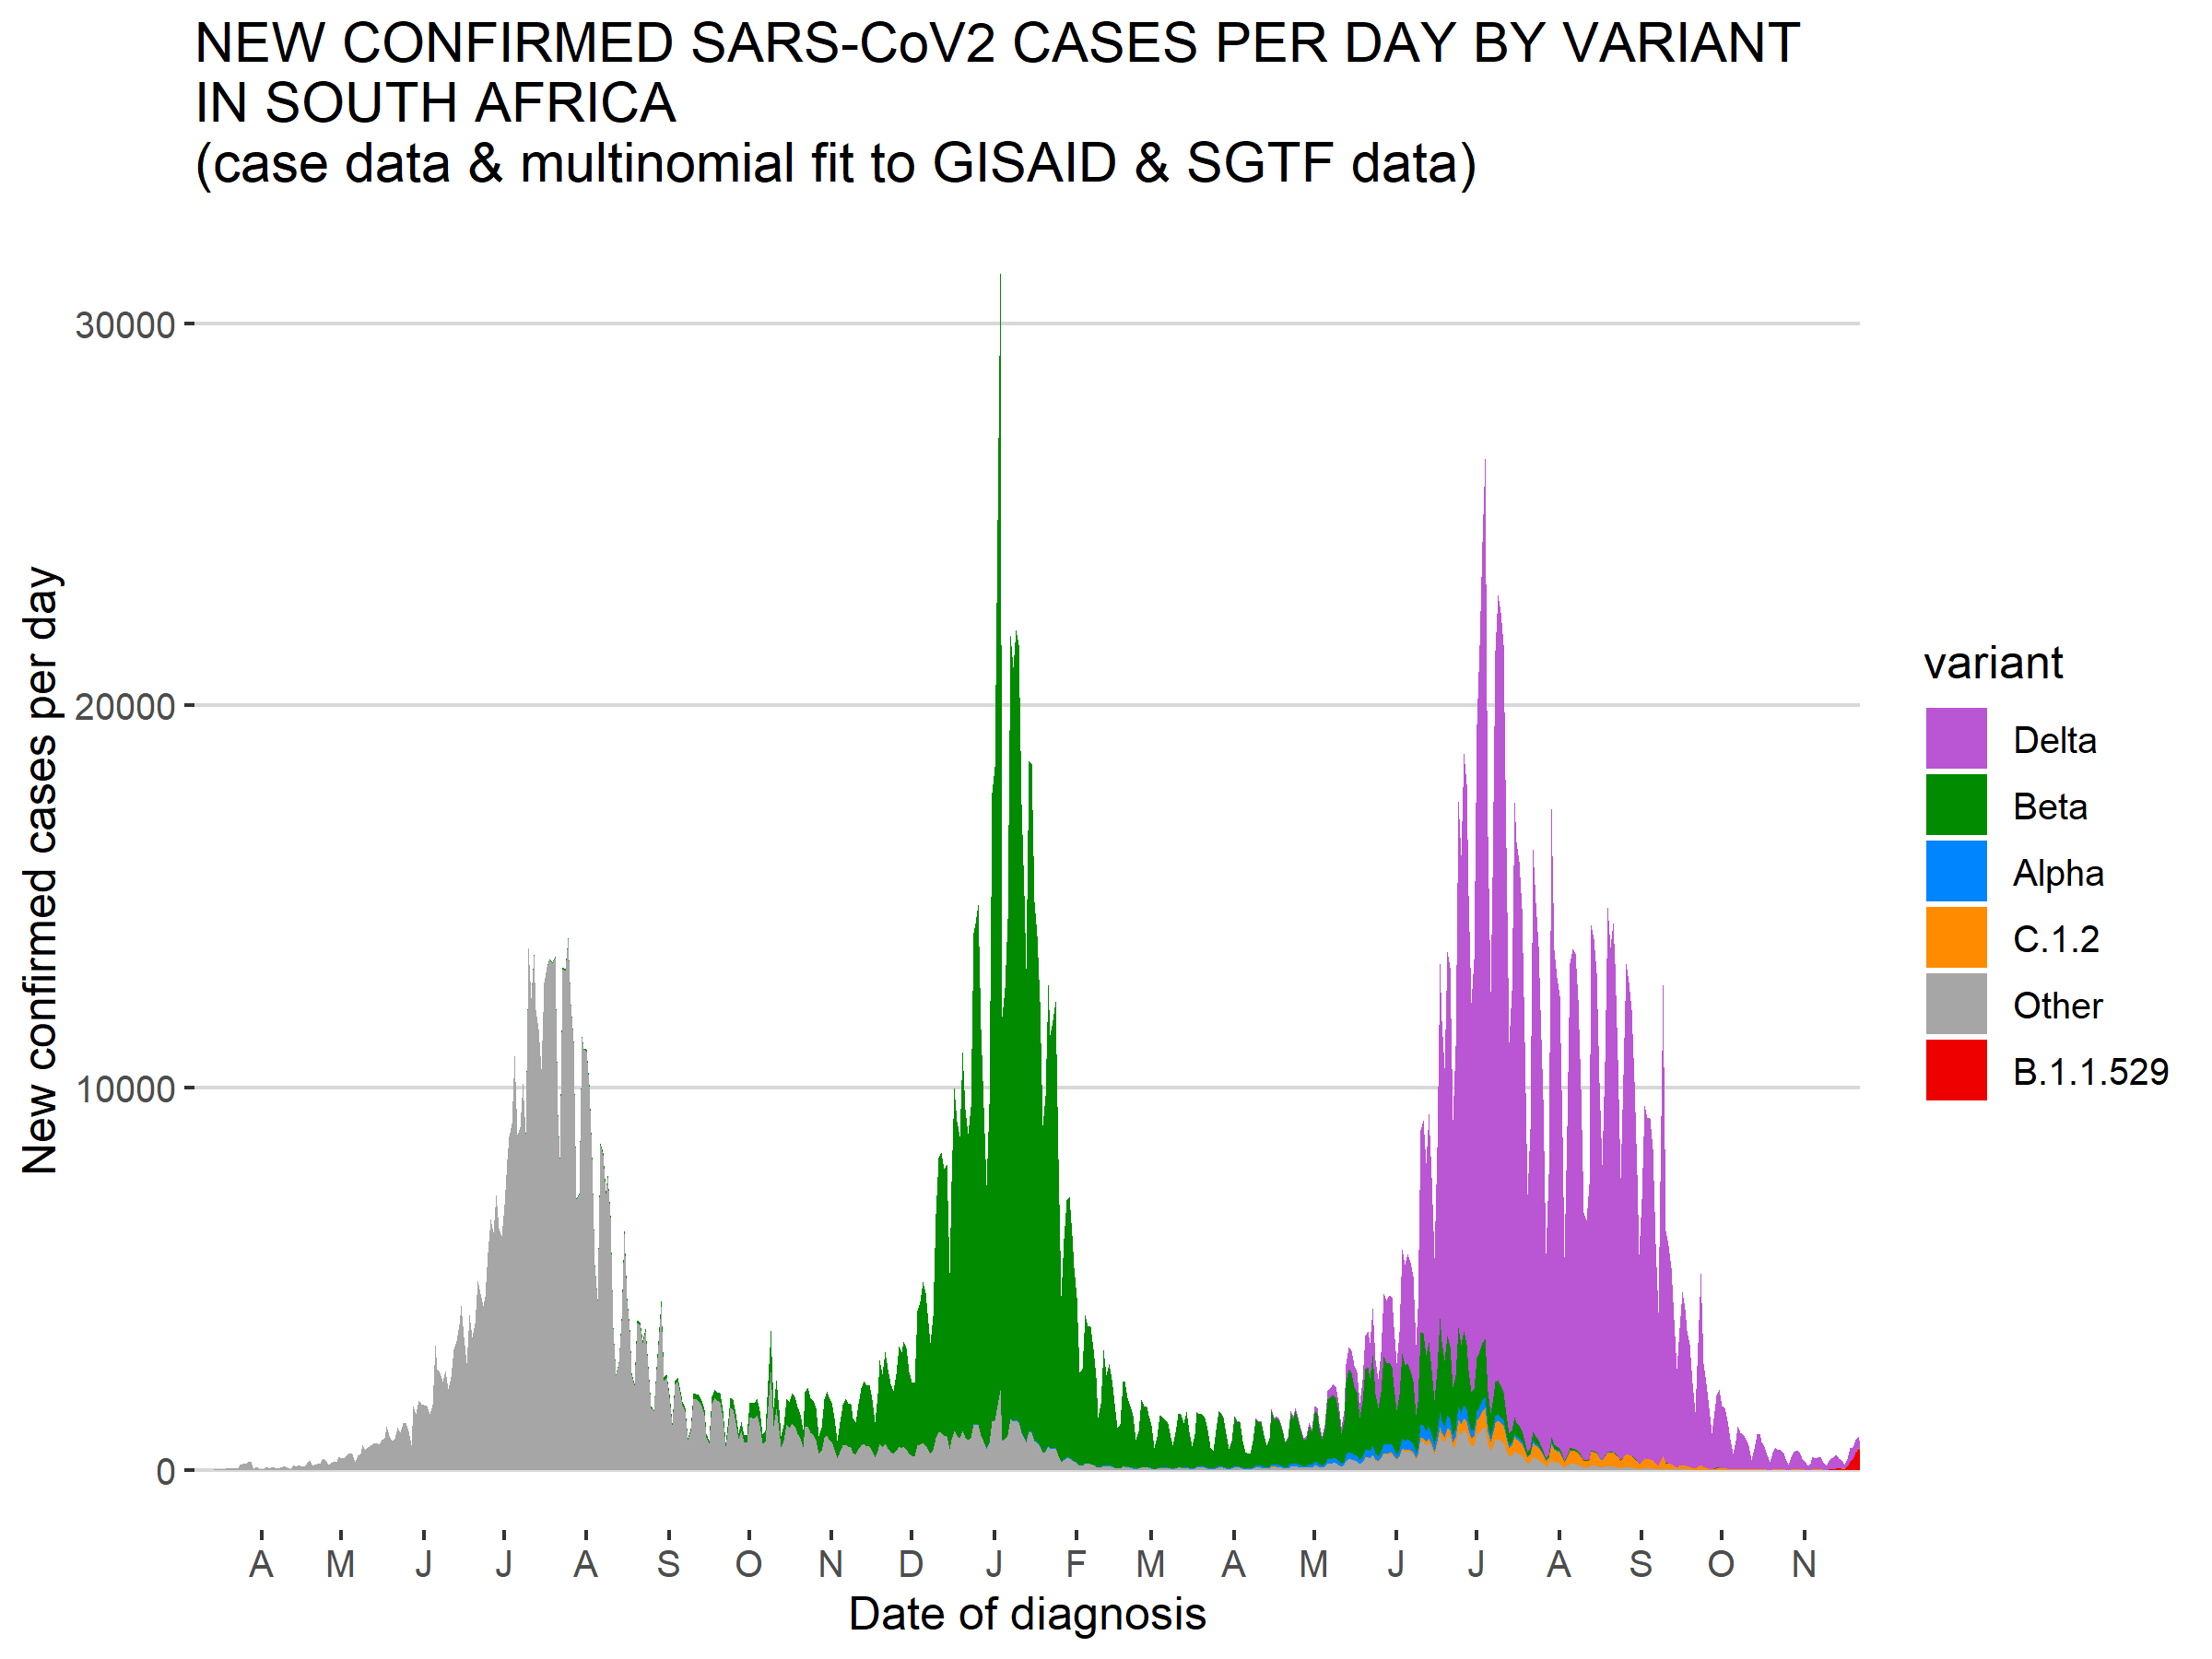 NEW CONFIRMED SARS-CoV2 CASES PER DAY BY VARIANT
IN SOUTH AFRICA
(case data & multinomial fit to GISAID & SGTF data)
New confirmed cases per day
30000
20000
10000
0
A M J J A S O N D J F M A M J J A S O N
Date of diagnosis
variant
Delta
Beta
Alpha
C.1.2
Other
B.1.1.529